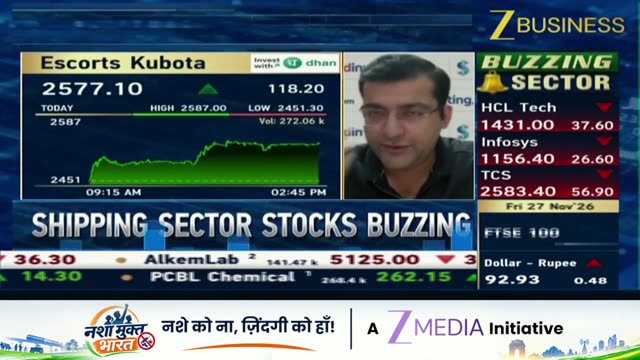 Z BUSINESS
Escorts Kubota
Invest with dhan
2577.10 118.20
TODAY HIGH 2587.00 LOW 2451.30
2587 Vol: 272.06 k
2451
09:15 AM 02:45 PM
BUZZING
SECTOR
HCL Tech
1431.00 37.60
Infosys
1156.40 26.60
TCS
2583.40 56.90
Fri 27 Nov'26
FTSE 100
Dollar - Rupee
92.93 0.48
SHIPPING SECTOR STOCKS BUZZING
36.30 AlkemLab 2 141.47 k 5125.00 3
14.30 PCBL Chemical 262.15
नशा मुक्त
भारत
नशे को ना, ज़िंदगी को हाँ!
A Z MEDIA Initiative